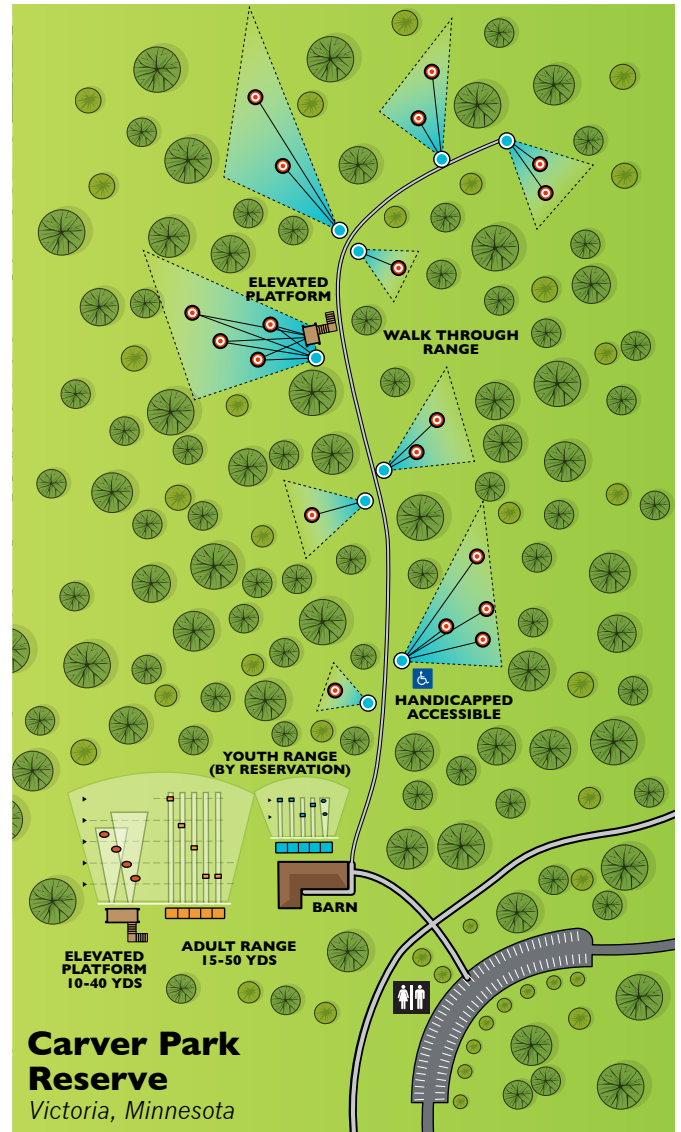 ELEVATED
PLATFORM
WALK THROUGH
RANGE
HANDICAPPED
ACCESSIBLE
YOUTH RANGE
(BY RESERVATION)
BARN
ADULT RANGE
15-50 YDS
ELEVATED
PLATFORM
10-40 YDS
Carver Park
Reserve
Victoria, Minnesota